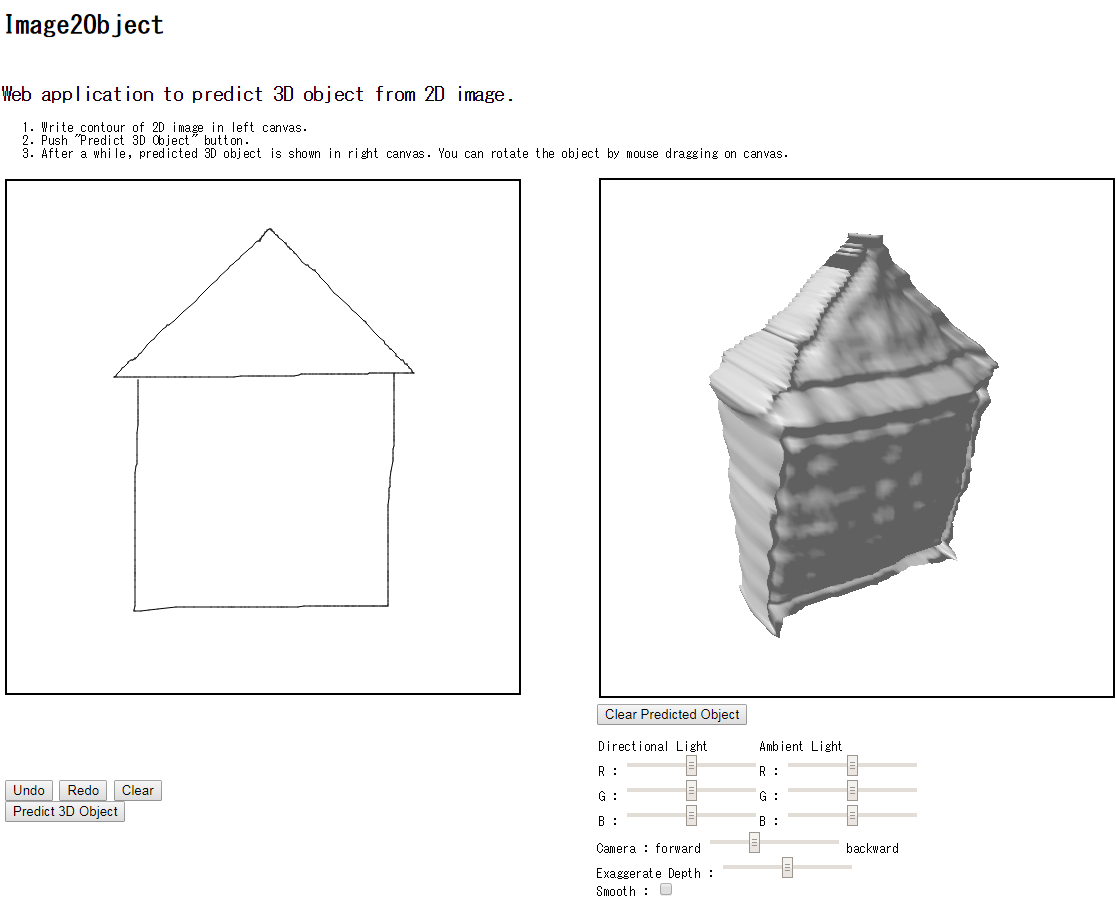 Image2Object
Web application to predict 3D object from 2D image.
1. Write contour of 2D image in left canvas.
2. Push "Predict 3D Object" button.
3. After a while, predicted 3D object is shown in right canvas. You can rotate the object by mouse dragging on canvas.
Clear Predicted Object
Directional Light Ambient Light
R : R :
G : G :
B : B :
Camera : forward backward
Exaggerate Depth :
Smooth :
Undo Redo Clear
Predict 3D Object